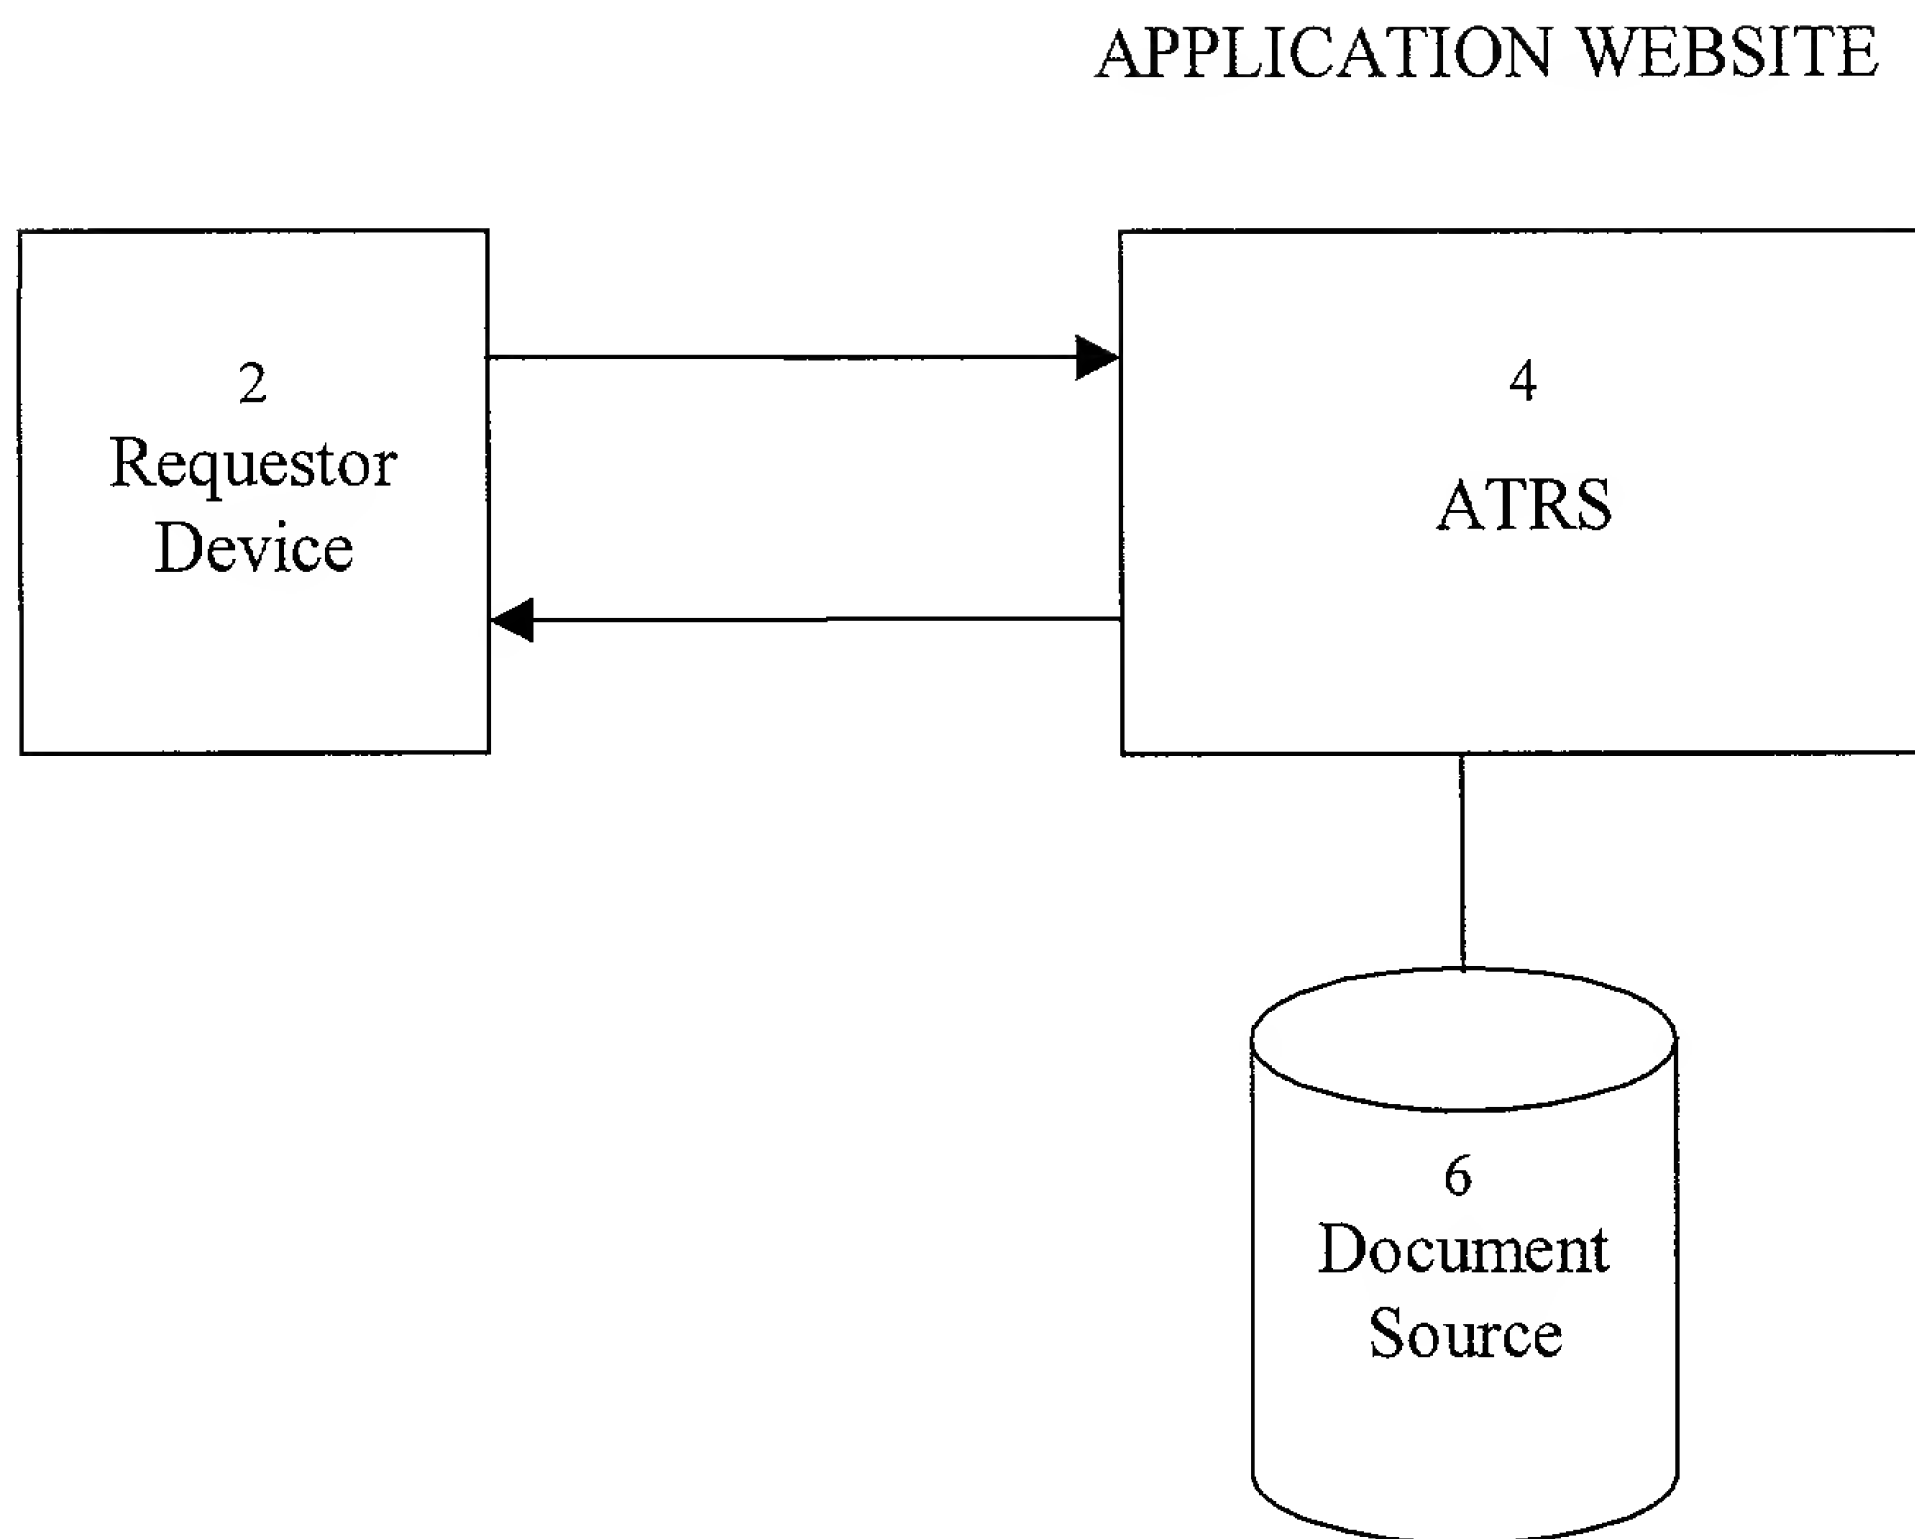 APPLICATION WEBSITE
2
Requestor
Device
4
ATRS
6
Document
Source